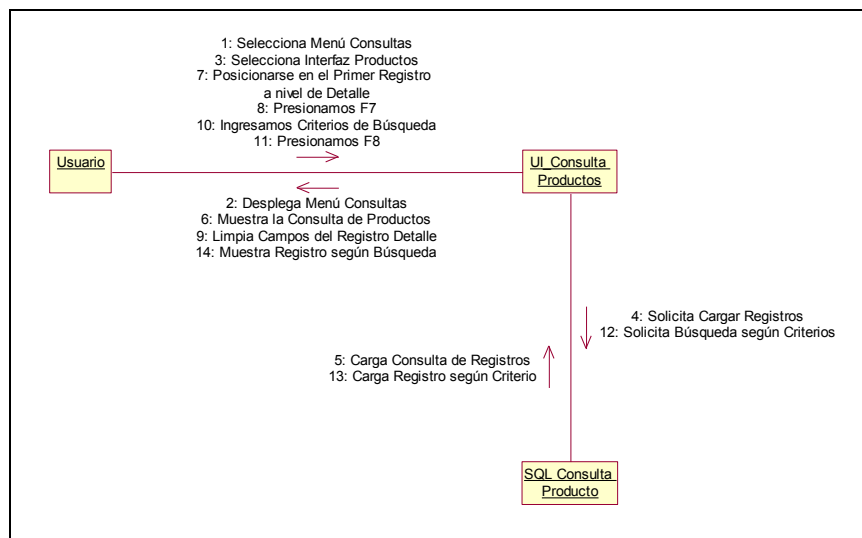 1: Selecciona Menú Consultas
3: Selecciona Interfaz Productos
7: Posicionarse en el Primer Registro
a nivel de Detalle
8: Presionamos F7
10: Ingresamos Criterios de Búsqueda
11: Presionamos F8
Usuario
UI_Consulta
Productos
2: Desplega Menú Consultas
6: Muestra la Consulta de Productos
9: Limpia Campos del Registro Detalle
14: Muestra Registro según Búsqueda
4: Solicita Cargar Registros
12: Solicita Búsqueda según Criterios
5: Carga Consulta de Registros
13: Carga Registro según Criterio
SQL_Consulta_
Producto